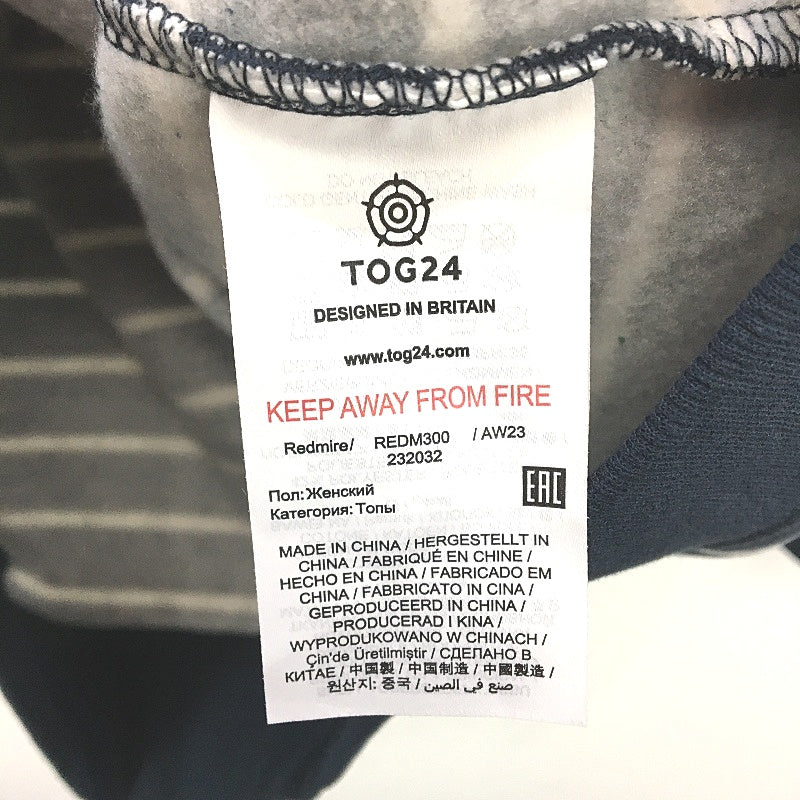 TOG24
DESIGNED IN BRITAIN
www.tog24.com
KEEP AWAY FROM FIRE
Redmire/ REDM300 / AW23
232032
Пол:Женский
Категория:Топы
EAC
MADE IN CHINA / HERGESTELLT IN
CHINA / FABRIQUÉ EN CHINE /
HECHO EN CHINA / FABRICADO EM
CHINA / FABBRICATO IN CINA /
GEPRODUCEERD IN CHINA /
PRODUCERAD I KINA /
WYPRODUKOWANO W CHINACH /
Çin'de Üretilmiştir / СДЕЛАНО В
КИТАЕ / 中国製 / 中国制造 / 中國製造 /
원산지: 중국 / صنع في الصين